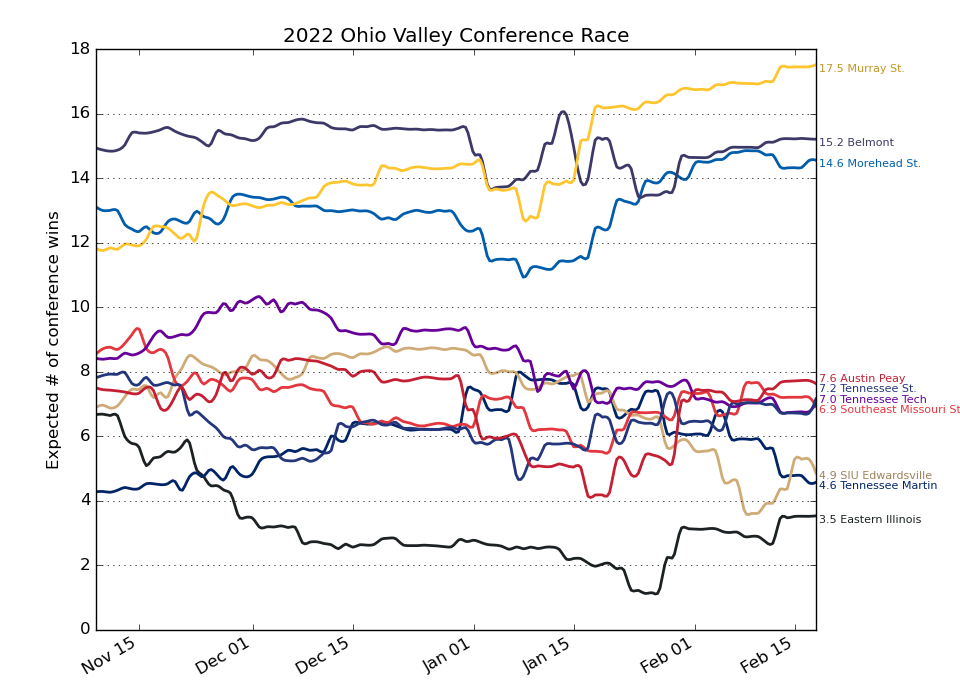 2022 Ohio Valley Conference Race
Expected # of conference wins
18
16
14
12
10
8
6
4
2
0
Nov 15
Dec 01
Dec 15
Jan 01
Jan 15
Feb 01
Feb 15
17.5 Murray St.
15.2 Belmont
14.6 Morehead St.
7.6 Austin Peay
7.2 Tennessee St.
7.0 Tennessee Tech
6.9 Southeast Missouri St
4.9 SIU Edwardsville
4.6 Tennessee Martin
3.5 Eastern Illinois